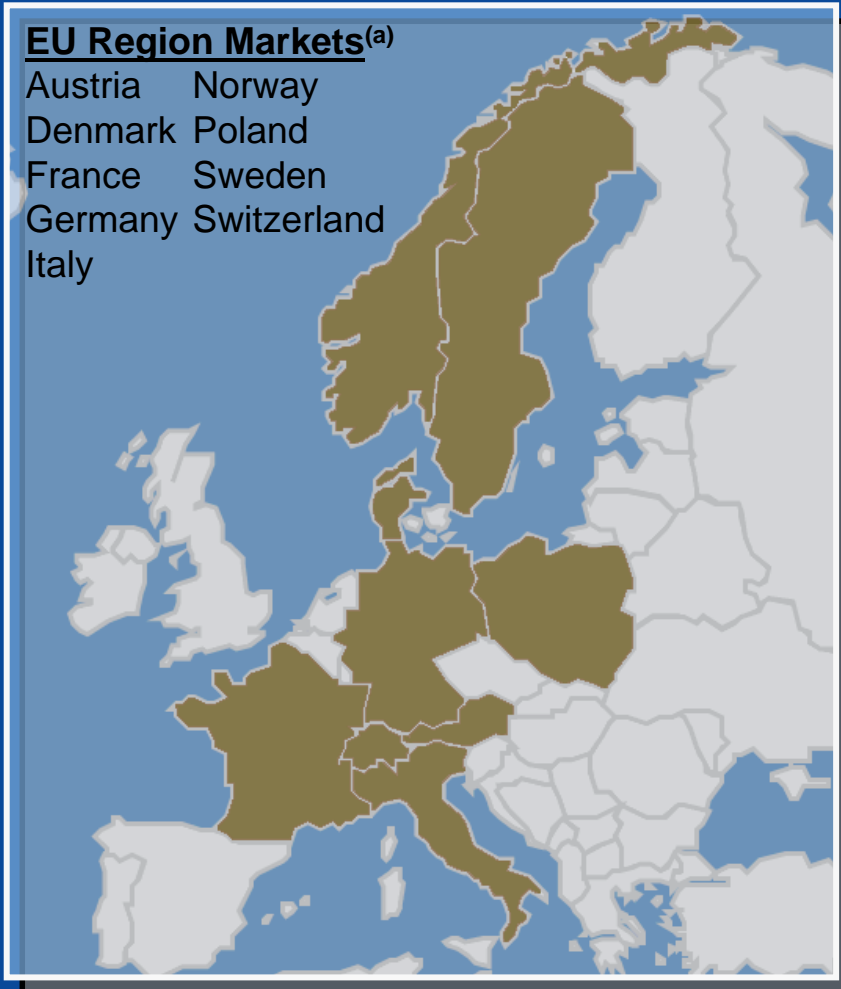 EU Region Markets(a)
Austria Norway
Denmark Poland
France Sweden
Germany Switzerland
Italy